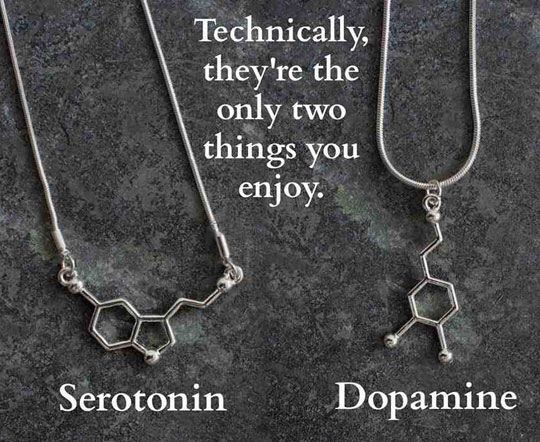 Technically,
they're the
only two
things you
enjoy.
Serotonin
Dopamine